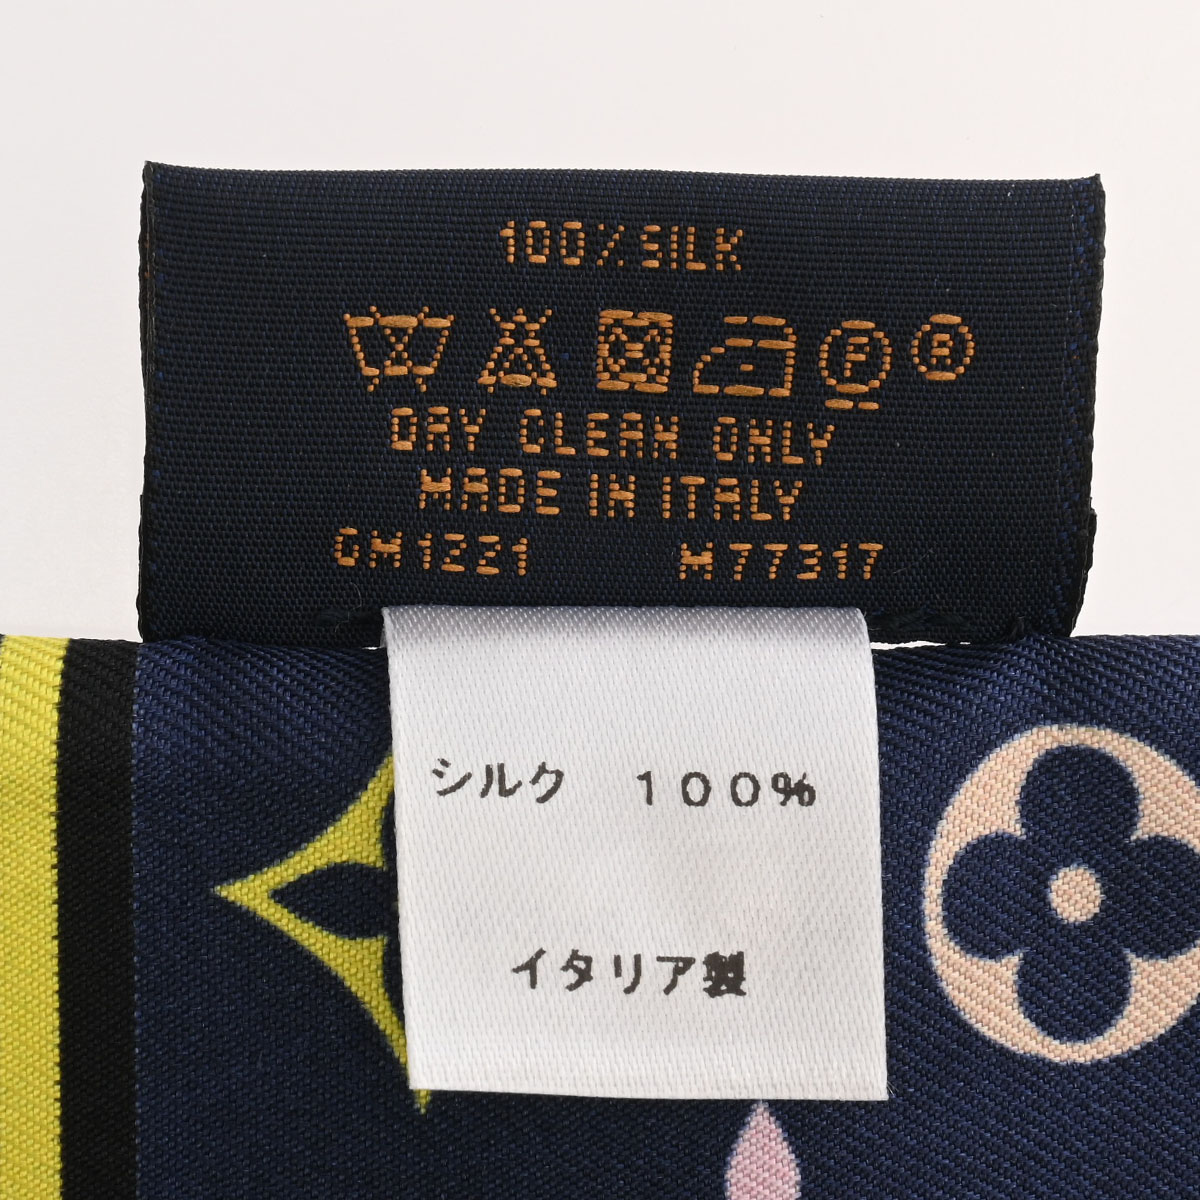 100% SILK
F R
DRY CLEAN ONLY
MADE IN ITALY
GM1221 M77317
シルク 100%
イタリア製